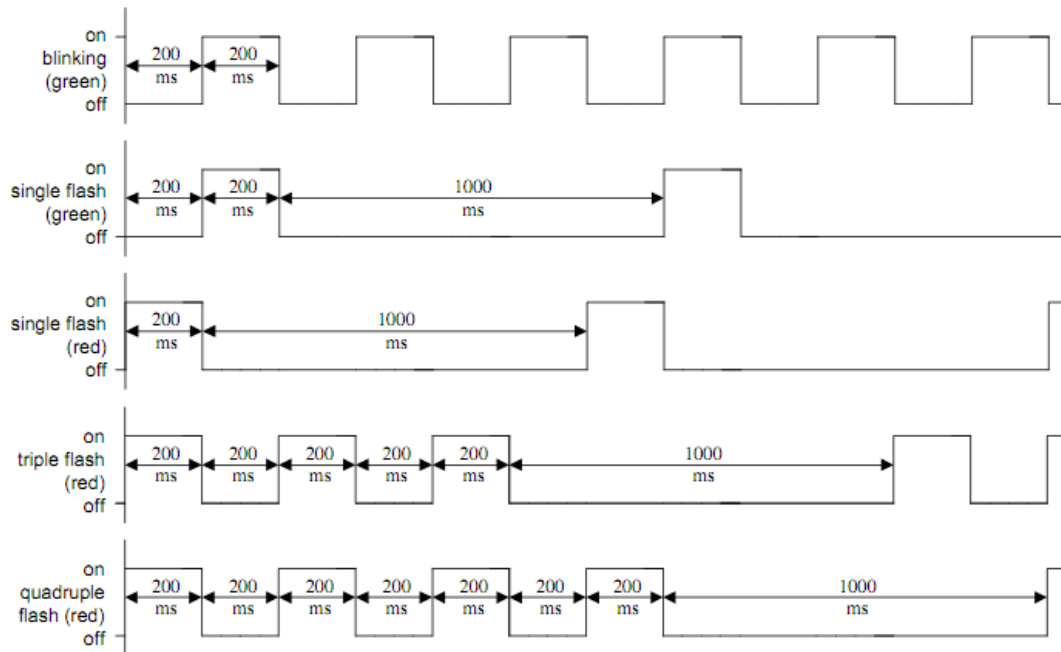 on
blinking
(green)
off
200
ms
200
ms
on
single flash
(green)
off
200
ms
200
ms
1000
ms
on
single flash
(red)
off
200
ms
1000
ms
on
triple flash
(red)
off
200
ms
200
ms
200
ms
200
ms
200
ms
1000
ms
on
quadruple
flash (red)
off
200
ms
200
ms
200
ms
200
ms
200
ms
200
ms
200
ms
1000
ms